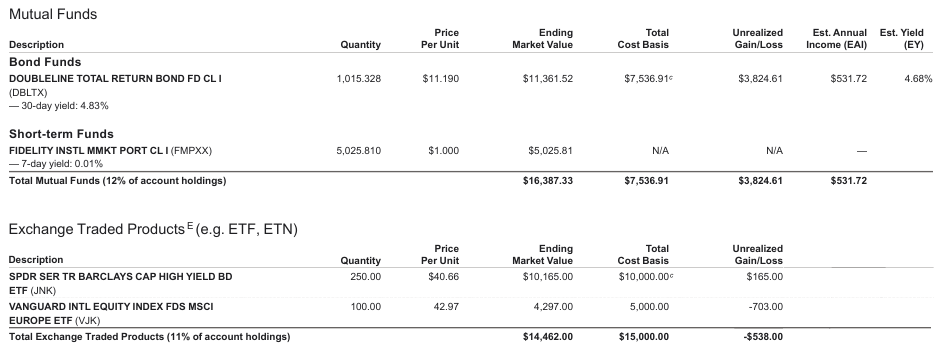 Mutual Funds
Description Quantity Price Per Unit Ending Market Value Total Cost Basis Unrealized Gain/Loss Est. Annual Income (EAI) Est. Yield (EY)
Bond Funds
DOUBLELINE TOTAL RETURN BOND FD CL I 1,015.328 $11.190 $11,361.52 $7,536.91c $3,824.61 $531.72 4.68%
(DBLTX)
— 30-day yield: 4.83%
Short-term Funds
FIDELITY INSTL MMKT PORT CL I (FMPXX) 5,025.810 $1.000 $5,025.81 N/A N/A —
— 7-day yield: 0.01%
Total Mutual Funds (12% of account holdings) $16,387.33 $7,536.91 $3,824.61 $531.72
Exchange Traded Products E (e.g. ETF, ETN)
Description Quantity Price Per Unit Ending Market Value Total Cost Basis Unrealized Gain/Loss
SPDR SER TR BARCLAYS CAP HIGH YIELD BD 250.00 $40.66 $10,165.00 $10,000.00c $165.00
ETF (JNK)
VANGUARD INTL EQUITY INDEX FDS MSCI 100.00 42.97 4,297.00 5,000.00 -703.00
EUROPE ETF (VJK)
Total Exchange Traded Products (11% of account holdings) $14,462.00 $15,000.00 -$538.00